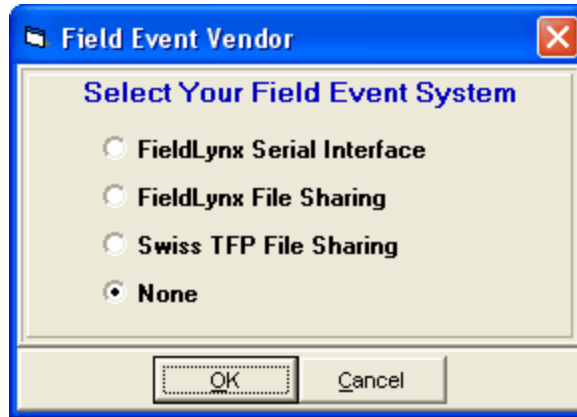 Field Event Vendor
Select Your Field Event System
FieldLynx Serial Interface
FieldLynx File Sharing
Swiss TFP File Sharing
None
OK Cancel